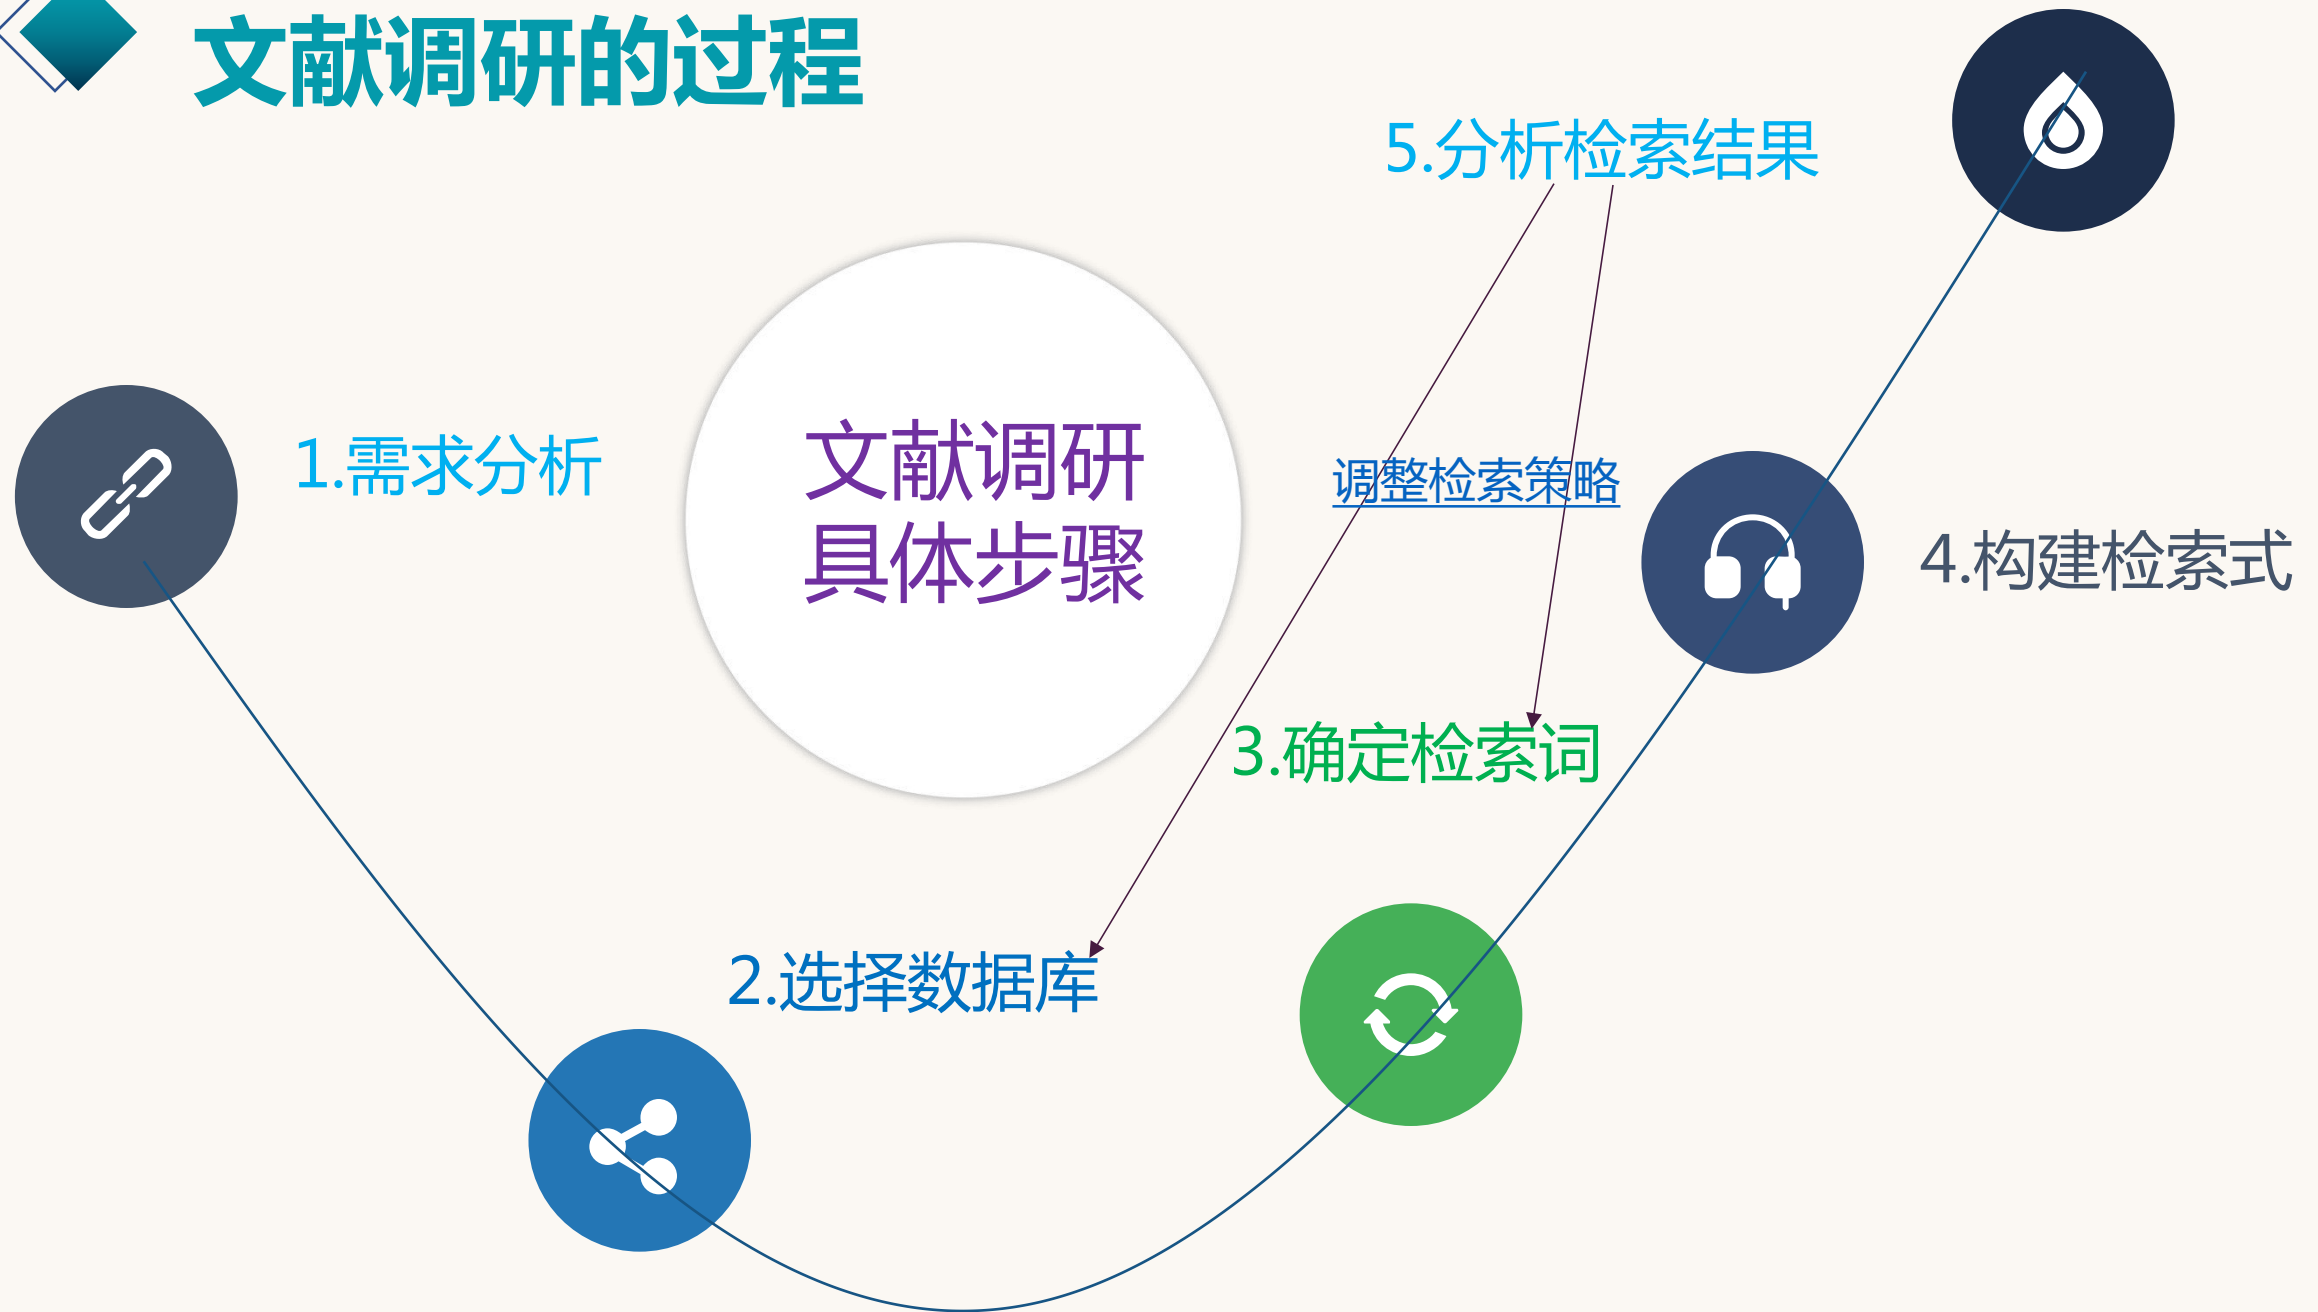 文献调研的过程
5.分析检索结果
1.需求分析
文献调研
具体步骤
调整检索策略
4.构建检索式
3.确定检索词
2.选择数据库